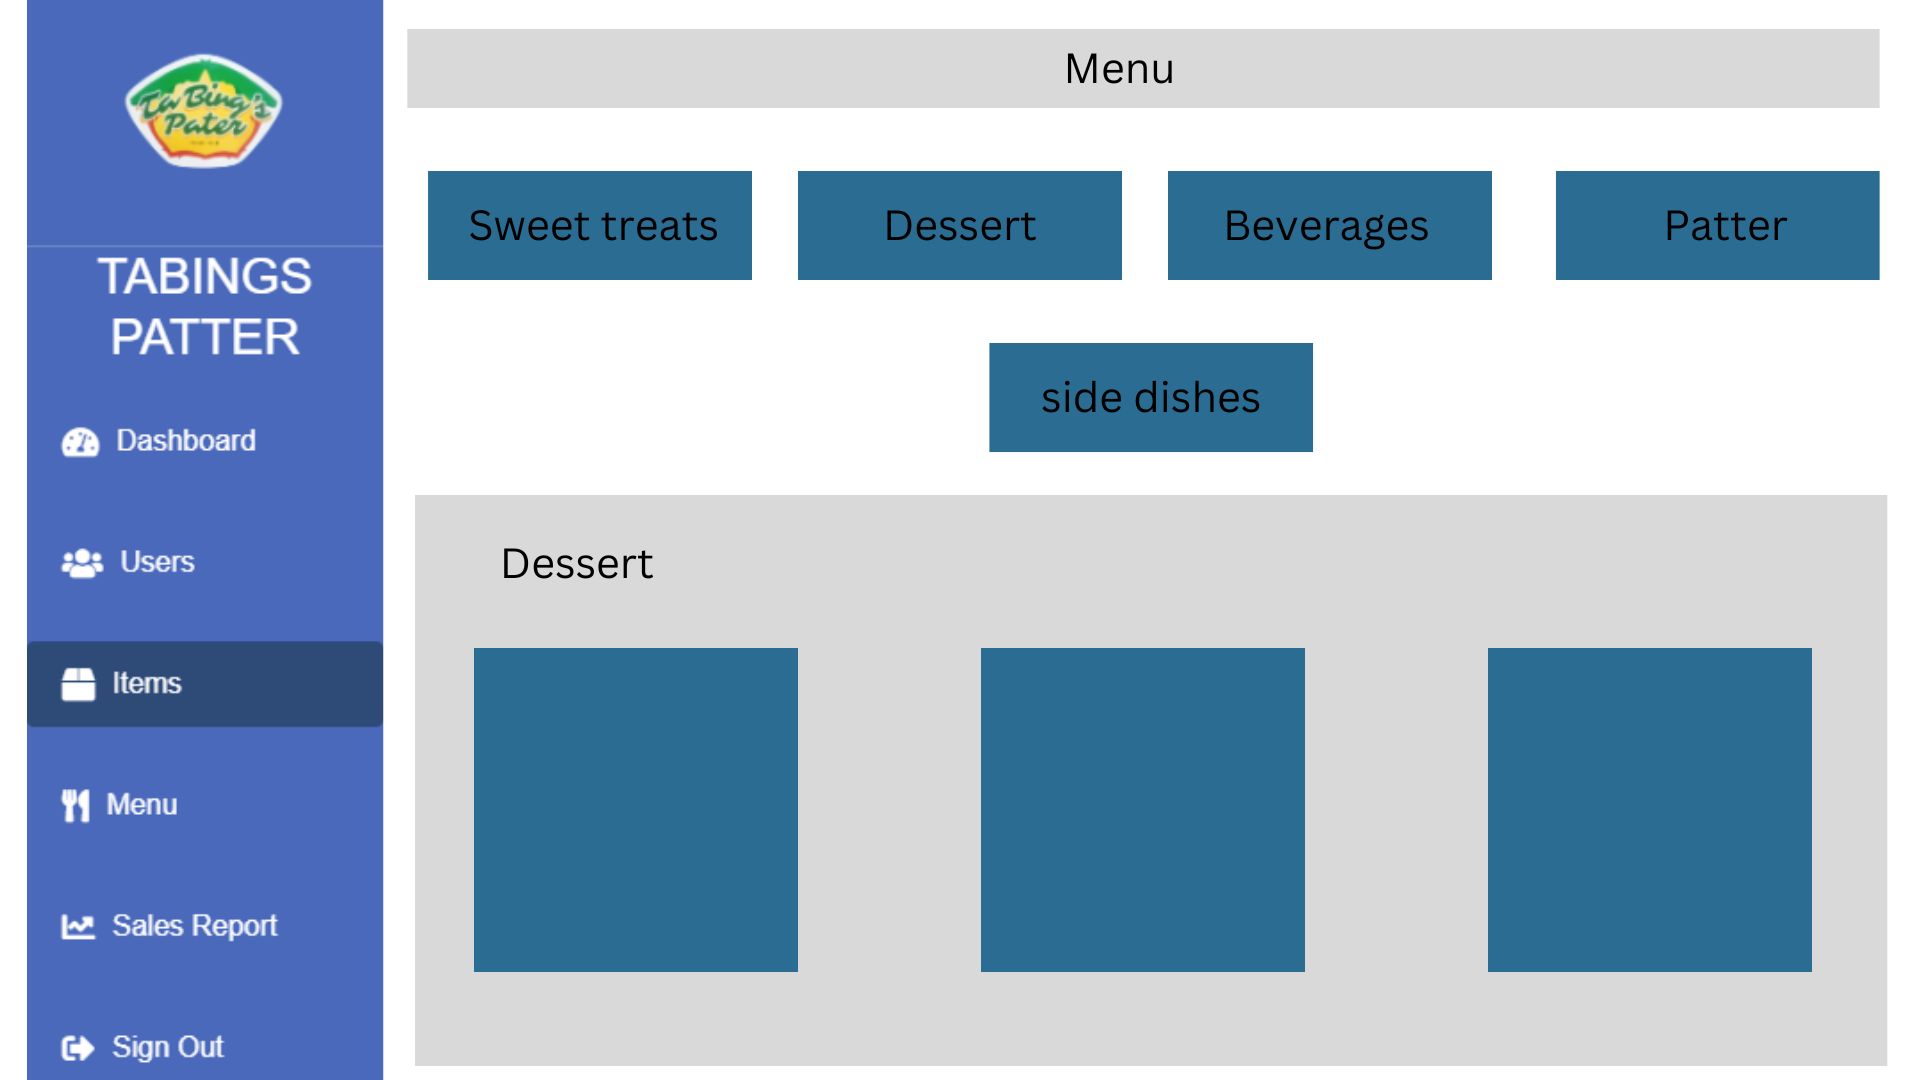 Ta Bing's
Pater
TABINGS
PATTER
Dashboard
Users
Items
Menu
Sales Report
Sign Out
Menu
Sweet treats
Dessert
Beverages
Patter
side dishes
Dessert